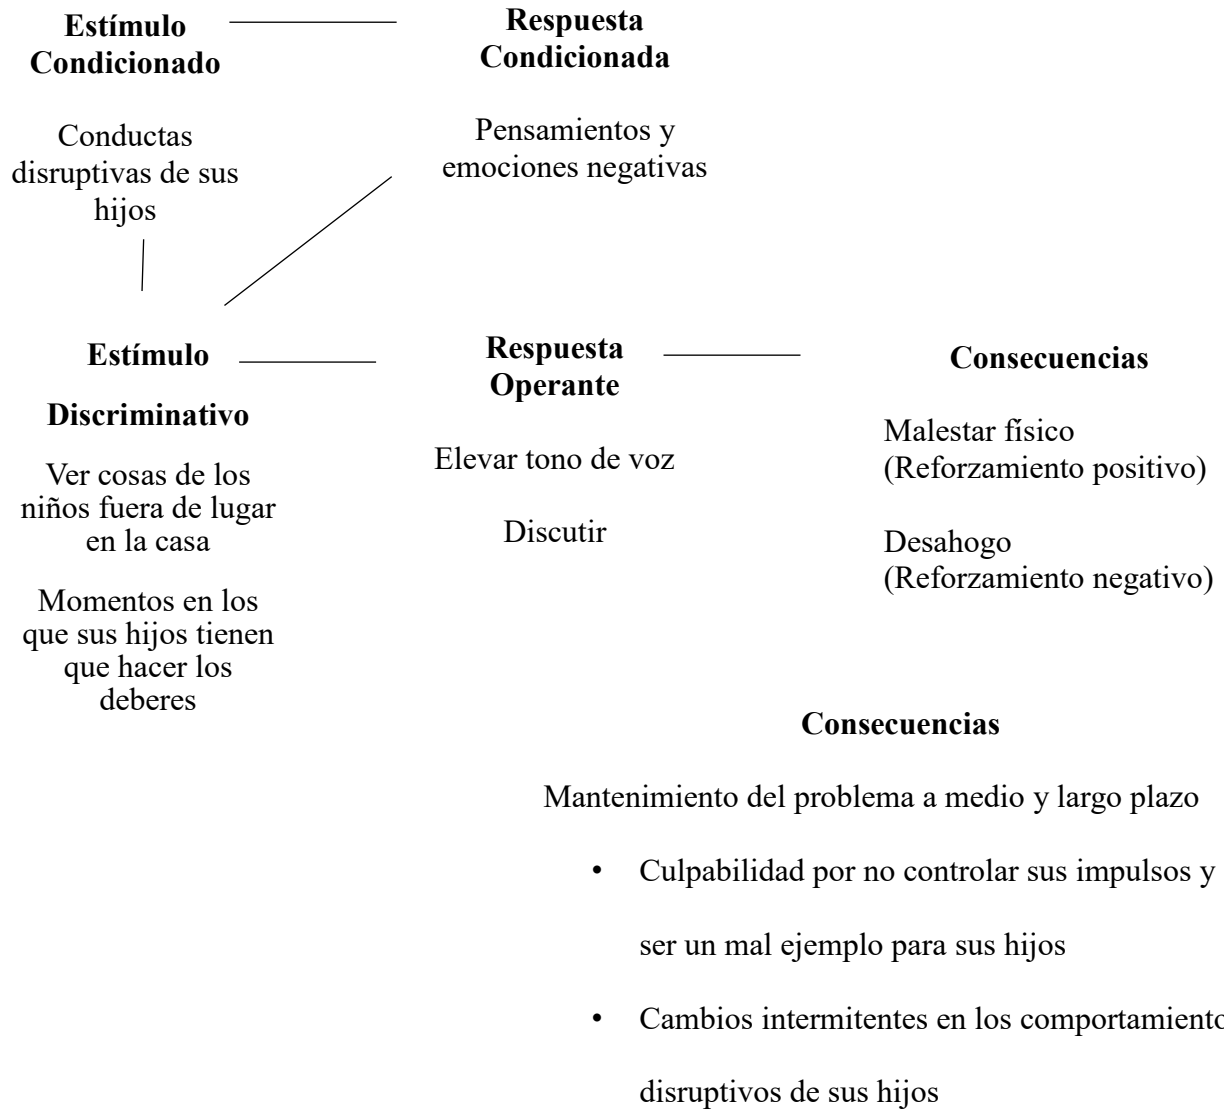 Estímulo
Condicionado
Respuesta
Condicionada
Conductas
disruptivas de sus
hijos
Pensamientos y
emociones negativas
Estímulo
Discriminativo
Ver cosas de los
niños fuera de lugar
en la casa
Momentos en los
que sus hijos tienen
que hacer los
deberes
Respuesta
Operante
Elevar tono de voz
Discutir
Consecuencias
Malestar físico
(Reforzamiento positivo)
Desahogo
(Reforzamiento negativo)
Consecuencias
Mantenimiento del problema a medio y largo plazo
• Culpabilidad por no controlar sus impulsos y
ser un mal ejemplo para sus hijos
• Cambios intermitentes en los comportamiento
disruptivos de sus hijos